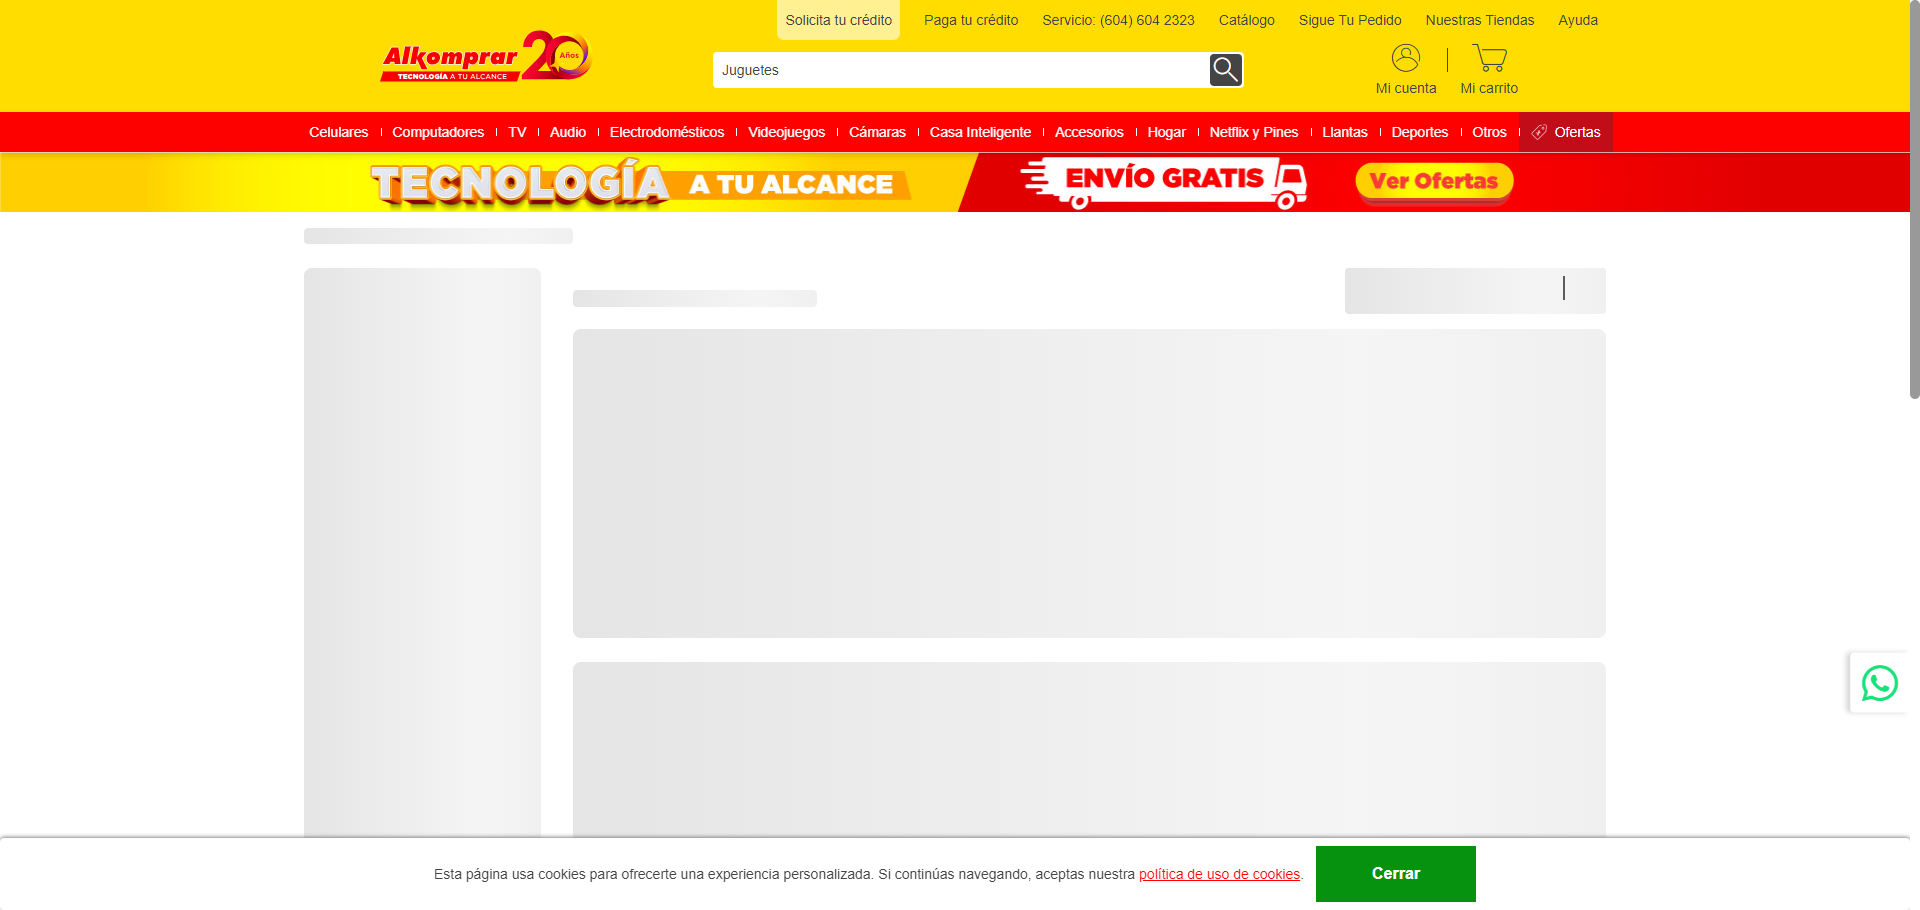 Solicita tu crédito
Paga tu crédito
Servicio: (604) 604 2323
Catálogo
Sigue Tu Pedido
Nuestras Tiendas
Ayuda
Alkomprar 20 Años
TECNOLOGÍA A TU ALCANCE
Juguetes
Mi cuenta
Mi carrito
Celulares
Computadores
TV
Audio
Electrodomésticos
Videojuegos
Cámaras
Casa Inteligente
Accesorios
Hogar
Netflix y Pines
Llantas
Deportes
Otros
Ofertas
TECNOLOGÍA A TU ALCANCE
ENVÍO GRATIS
Ver Ofertas
Esta página usa cookies para ofrecerte una experiencia personalizada. Si continúas navegando, aceptas nuestra política de uso de cookies.
Cerrar